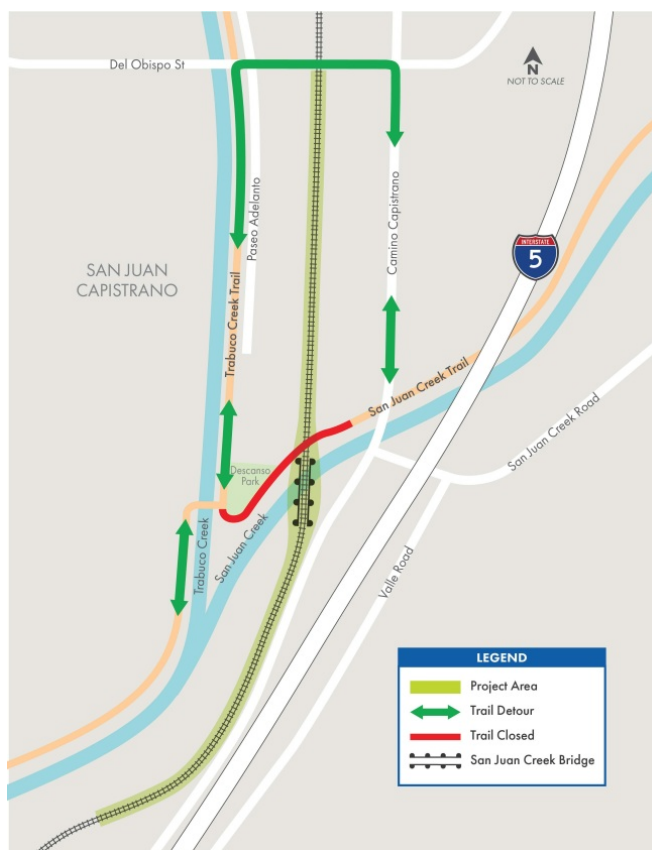 Del Obispo St
N
NOT TO SCALE
Paseo Adelanto
Camino Capistrano
INTERSTATE
5
SAN JUAN
CAPISTRANO
Trabuco Creek Trail
San Juan Creek Trail
San Juan Creek Road
Descanso
Park
Trabuco Creek
San Juan Creek
Valle Road
LEGEND
Project Area
Trail Detour
Trail Closed
San Juan Creek Bridge